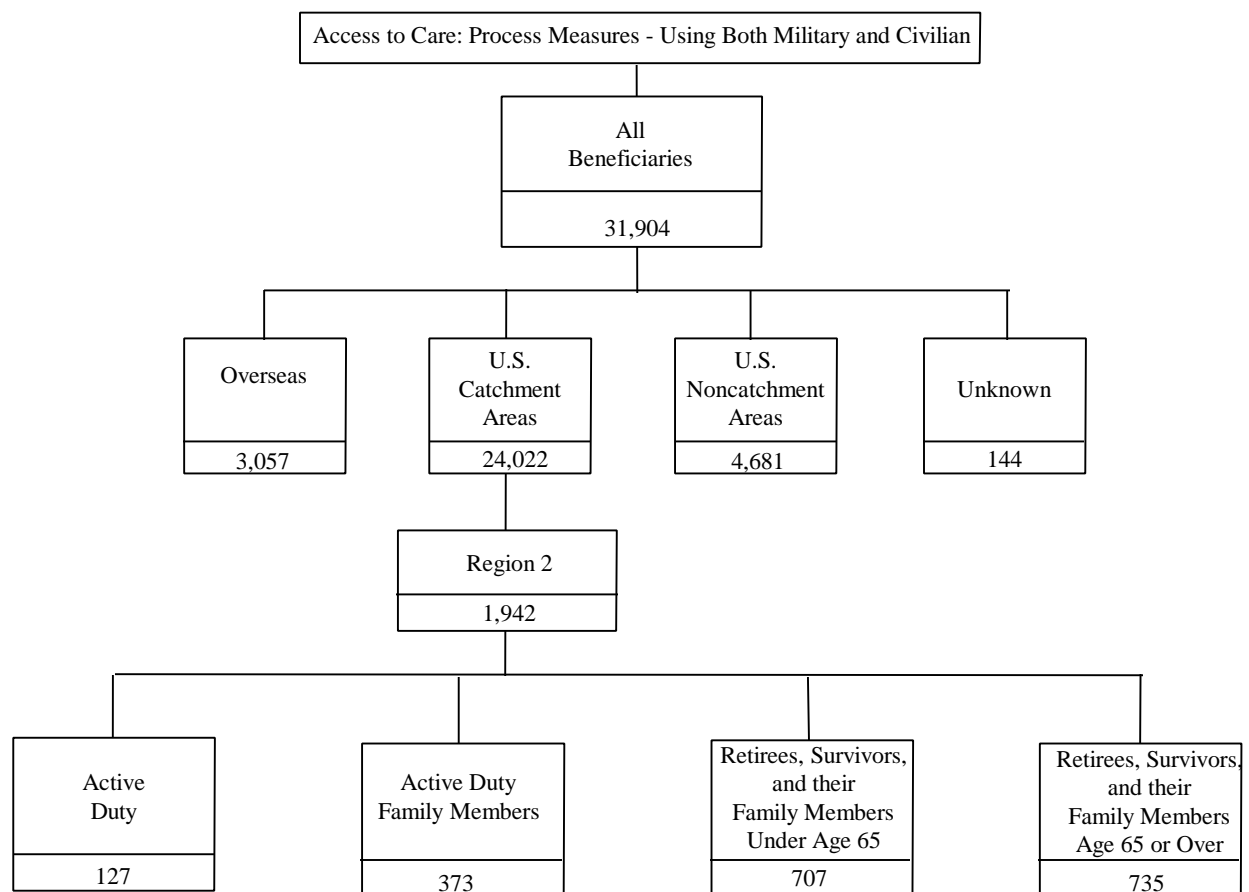 Access to Care: Process Measures - Using Both Military and Civilian
All
Beneficiaries
31,904
Overseas
3,057
U.S.
Catchment
Areas
24,022
U.S.
Noncatchment
Areas
4,681
Unknown
144
Region 2
1,942
Active
Duty
127
Active Duty
Family Members
373
Retirees, Survivors,
and their
Family Members
Under Age 65
707
Retirees, Survivors,
and their
Family Members
Age 65 or Over
735